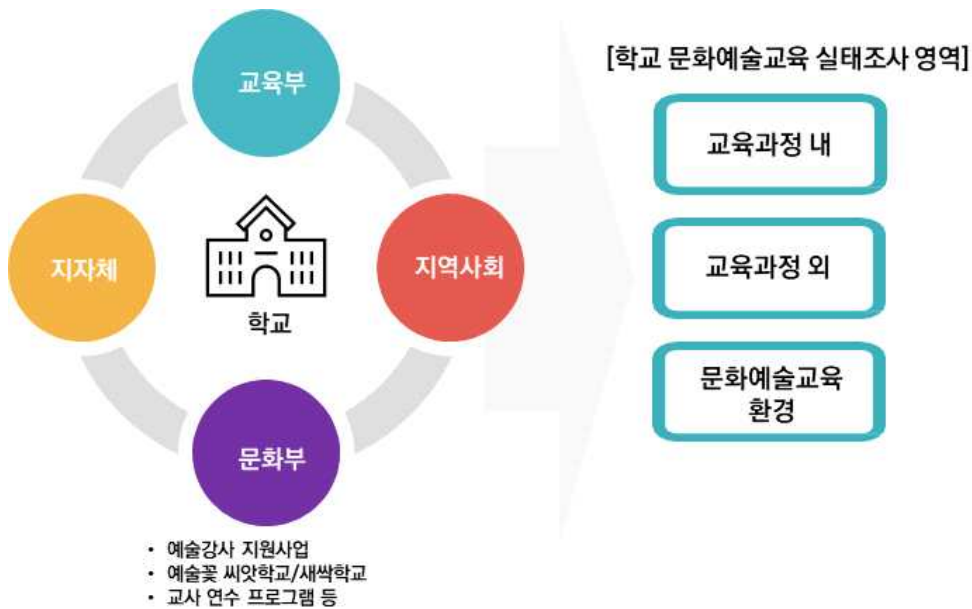 교육부
지자체
학교
지역사회
문화부
• 예술강사 지원사업
• 예술꽃 씨앗학교/새싹학교
• 교사 연수 프로그램 등
[학교 문화예술교육 실태조사 영역]
교육과정 내
교육과정 외
문화예술교육
환경